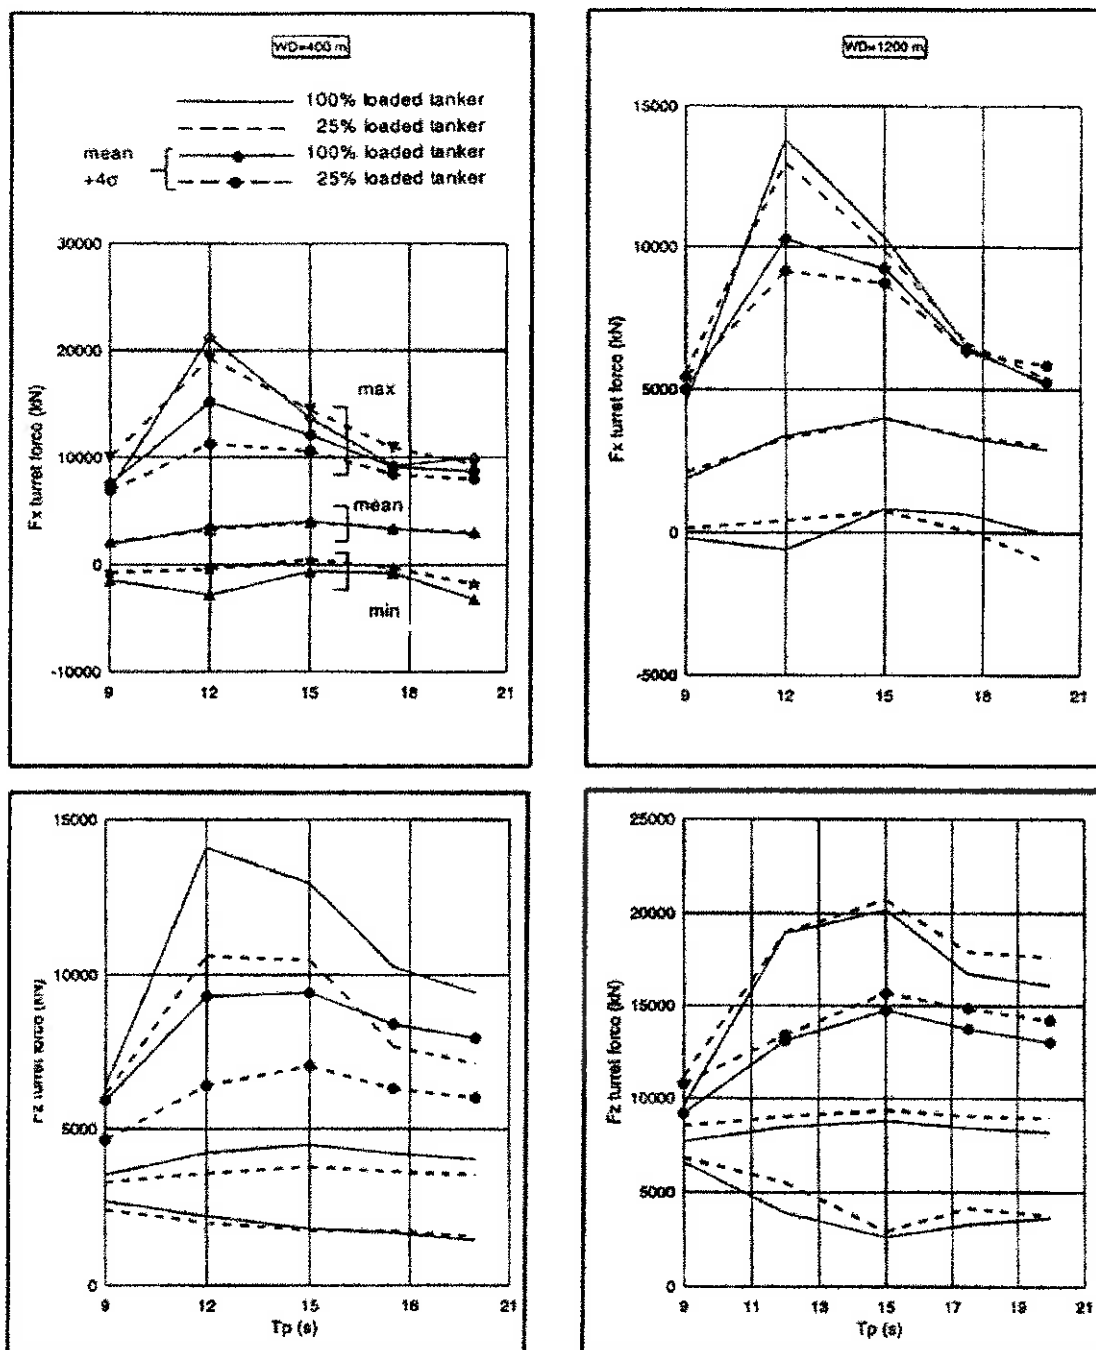 WD=400 m
100% loaded tanker
25% loaded tanker
mean
+4σ
100% loaded tanker
25% loaded tanker
30000
20000
10000
0
-10000
Fx turret force (kN)
max
mean
min
9 12 15 18 21
WD=1200 m
15000
10000
5000
0
-5000
Fx turret force (kN)
9 12 15 18 21
15000
10000
5000
0
Fz turret force (kN)
9 12 15 18 21
Tp (s)
25000
20000
15000
10000
5000
0
Fz turret force (kN)
9 11 13 15 17 19 21
Tp (s)